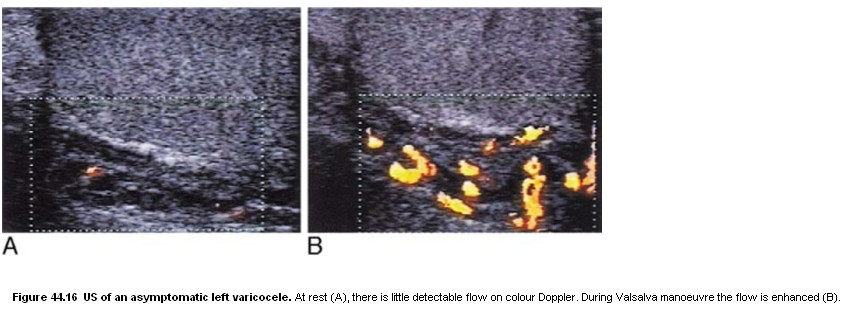 A
B
Figure 44.16 US of an asymptomatic left varicocele. At rest (A), there is little detectable flow on colour Doppler. During Valsalva manoeuvre the flow is enhanced (B).